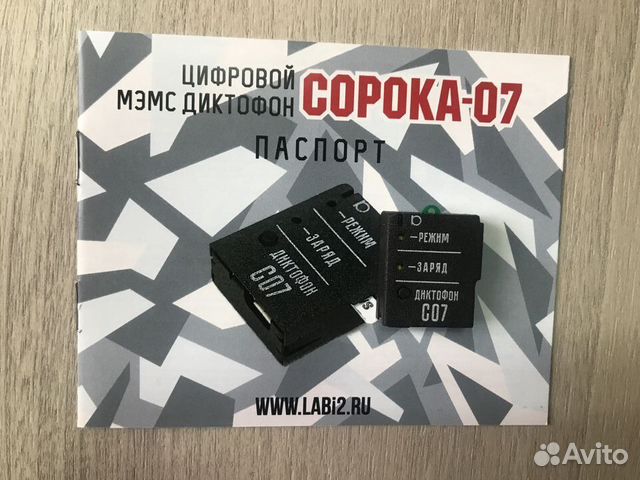 ЦИФРОВОЙ
МЭМС ДИКТОФОН
СОРОКА-07
ПАСПОРТ
–РЕЖИМ
–ЗАРЯД
ДИКТОФОН
С07
–РЕЖИМ
–ЗАРЯД
ДИКТОФОН
С07
WWW.LABi2.RU
Avito